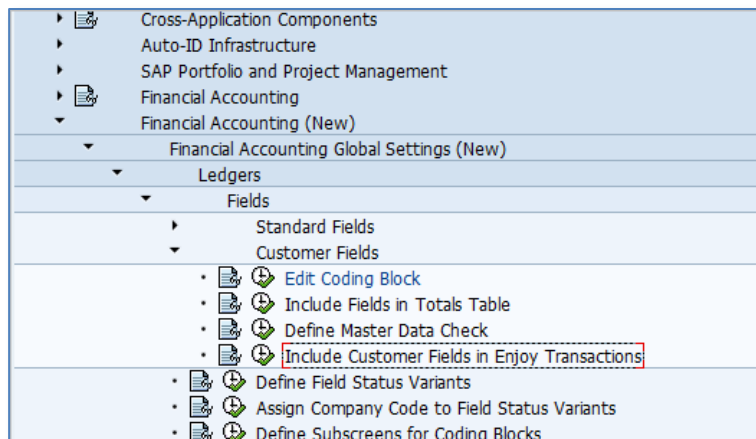 Cross-Application Components
Auto-ID Infrastructure
SAP Portfolio and Project Management
Financial Accounting
Financial Accounting (New)
Financial Accounting Global Settings (New)
Ledgers
Fields
Standard Fields
Customer Fields
Edit Coding Block
Include Fields in Totals Table
Define Master Data Check
Include Customer Fields in Enjoy Transactions
Define Field Status Variants
Assign Company Code to Field Status Variants
Define Subscreens for Coding Blocks